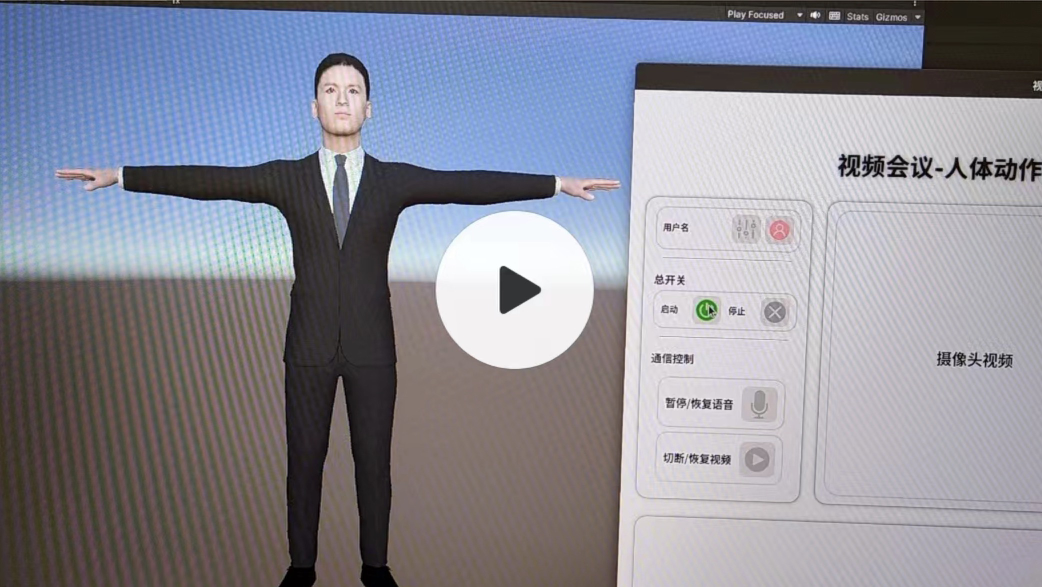 Play Focused
Stats
Gizmos
视频会议-人体动作
用户名
总开关
启动
停止
通信控制
暂停/恢复语音
切断/恢复视频
摄像头视频